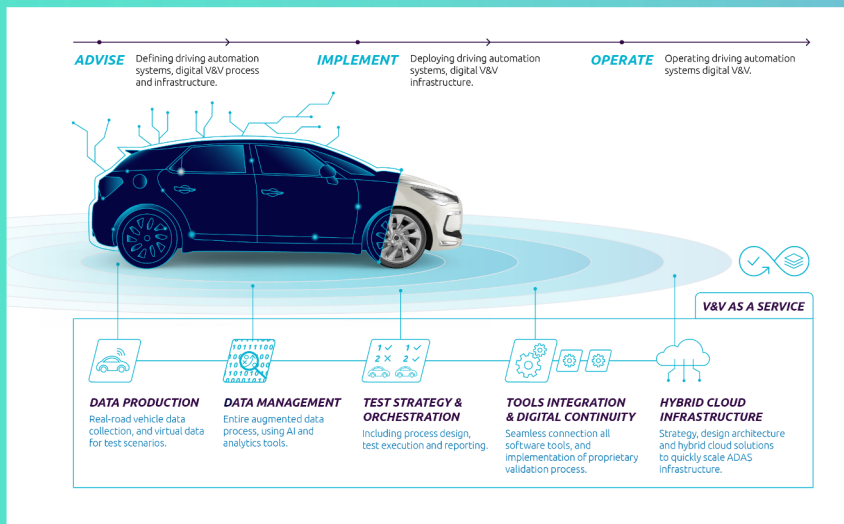 ADVISE
Defining driving automation
systems, digital V&V process
and infrastructure.
IMPLEMENT
Deploying driving automation
systems, digital V&V
infrastructure.
OPERATE
Operating driving automation
systems digital V&V.
V&V AS A SERVICE
1
2
1
2
DATA PRODUCTION
Real-road vehicle data
collection, and virtual data
for test scenarios.
DATA MANAGEMENT
Entire augmented data
process, using AI and
analytics tools.
TEST STRATEGY &
ORCHESTRATION
Including process design,
test execution and reporting.
TOOLS INTEGRATION
& DIGITAL CONTINUITY
Seamless connection all
software tools, and
implementation of proprietary
validation process.
HYBRID CLOUD
INFRASTRUCTURE
Strategy, design architecture
and hybrid cloud solutions
to quickly scale ADAS
infrastructure.